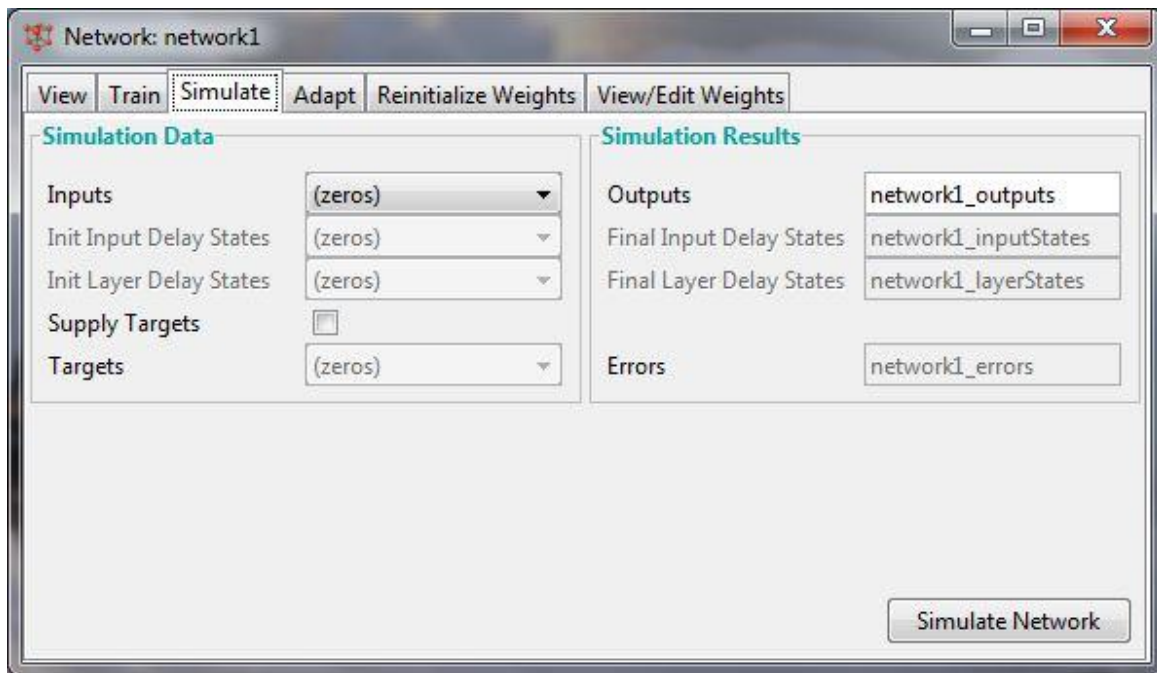 Network: network1
View Train Simulate Adapt Reinitialize Weights View/Edit Weights
Simulation Data
Inputs (zeros)
Init Input Delay States (zeros)
Init Layer Delay States (zeros)
Supply Targets
Targets (zeros)
Simulation Results
Outputs network1_outputs
Final Input Delay States network1_inputStates
Final Layer Delay States network1_layerStates
Errors network1_errors
Simulate Network